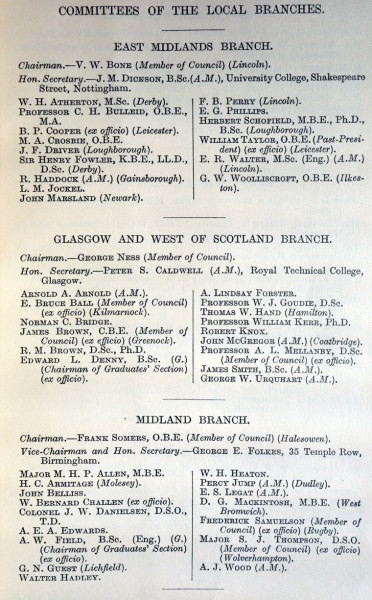 COMMITTEES OF THE LOCAL BRANCHES.
EAST MIDLANDS BRANCH.
Chairman.—V. W. BONE (Member of Council) (Lincoln).
Hon. Secretary.—J. M. DICKSON, B.Sc.(A.M.), University College, Shakespeare
Street, Nottingham.
W. H. ATHERTON, M.Sc. (Derby).
PROFESSOR C. H. BULLEID, O.B.E.,
M.A.
B. P. COOPER (ex officio) (Leicester).
M. A. CROSBIE, O.B.E.
J. F. DRIVER (Loughborough).
SIR HENRY FOWLER, K.B.E., LL.D.,
D.Sc. (Derby).
R. HADDOCK (A.M.) (Gainsborough).
L. M. JOCKEL.
JOHN MARSLAND (Newark).
F. B. PERRY (Lincoln).
E. G. PHILLIPS.
HERBERT SCHOFIELD, M.B.E., Ph.D.,
B.Sc. (Loughborough).
WILLIAM TAYLOR, O.B.E. (Past-Presi-
dent) (ex officio) (Leicester).
E. R. WALTER, M.Sc. (Eng.) (A.M.)
(Lincoln).
G. W. WOOLLISCROFT, O.B.E. (Ilkes-
ton).
GLASGOW AND WEST OF SCOTLAND BRANCH.
Chairman.—GEORGE NESS (Member of Council).
Hon. Secretary.—PETER S. CALDWELL (A.M.), Royal Technical College,
Glasgow.
ARNOLD A. ARNOLD (A.M.).
E. BRUCE BALL (Member of Council)
(ex officio) (Kilmarnock).
NORMAN C. BRIDGE.
JAMES BROWN, C.B.E. (Member of
Council) (ex officio) (Greenock).
R. M. BROWN, D.Sc., Ph.D.
EDWARD L. DENNY, B.Sc. (G.)
(Chairman of Graduates' Section)
(ex officio).
A. LINDSAY FORSTER.
PROFESSOR W. J. GOUDIE, D.Sc.
THOMAS W. HAND (Hamilton).
PROFESSOR WILLIAM KERR, Ph.D.
ROBERT KNOX.
JOHN MCGREGOR (A.M.) (Coatbridge).
PROFESSOR A. L. MELLANBY, D.Sc.
(Member of Council) (ex officio).
JAMES SMITH, B.Sc. (A.M.).
GEORGE W. URQUHART (A.M.).
MIDLAND BRANCH.
Chairman.—FRANK SOMERS, O.B.E. (Member of Council) (Halesowen).
Vice-Chairman and Hon. Secretary.—GEORGE E. FOLKES, 35 Temple Row,
Birmingham.
MAJOR M. H. P. ALLEN, M.B.E.
H. C. ARMITAGE (Molesey).
JOHN BELLISS.
W. BERNARD CHALLEN (ex officio).
COLONEL J. W. DANIELSEN, D.S.O.,
T.D.
A. E. A. EDWARDS.
A. W. FIELD, B.Sc. (Eng.) (G.)
(Chairman of Graduates' Section)
(ex officio).
G. N. GUEST (Lichfield).
WALTER HADLEY.
W. H. HEATON.
PERCY JUMP (A.M.) (Dudley).
E. S. LEGAT (A.M.).
D. G. MACKINTOSH, M.B.E. (West
Bromwich).
FREDERICK SAMUELSON (Member of
Council) (ex officio) (Rugby).
MAJOR S. J. THOMPSON, D.S.O.
(Member of Council) (ex officio)
(Wolverhampton).
A. J. WOOD (A.M.).